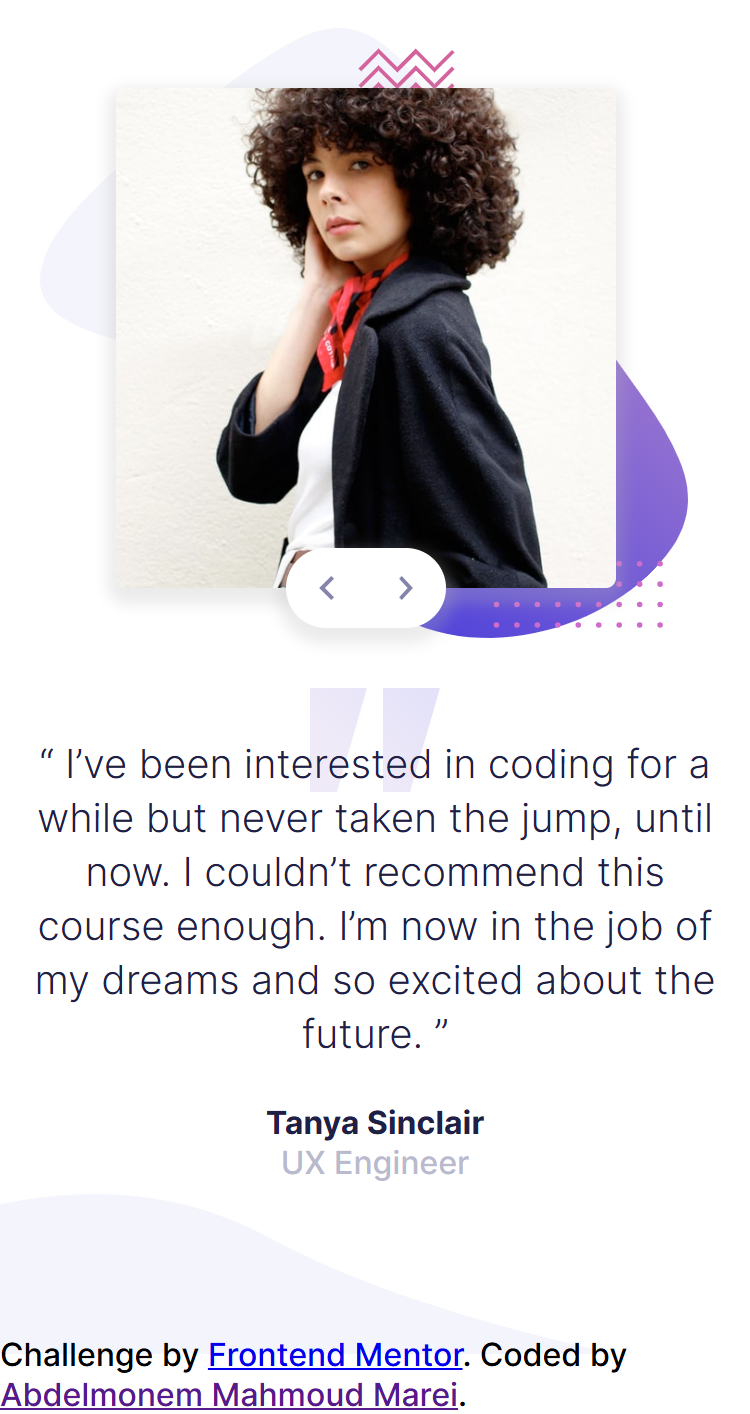 “ I’ve been interested in coding for a
while but never taken the jump, until
now. I couldn’t recommend this
course enough. I’m now in the job of
my dreams and so excited about the
future. ”
Tanya Sinclair
UX Engineer
Challenge by Frontend Mentor. Coded by
Abdelmonem Mahmoud Marei.